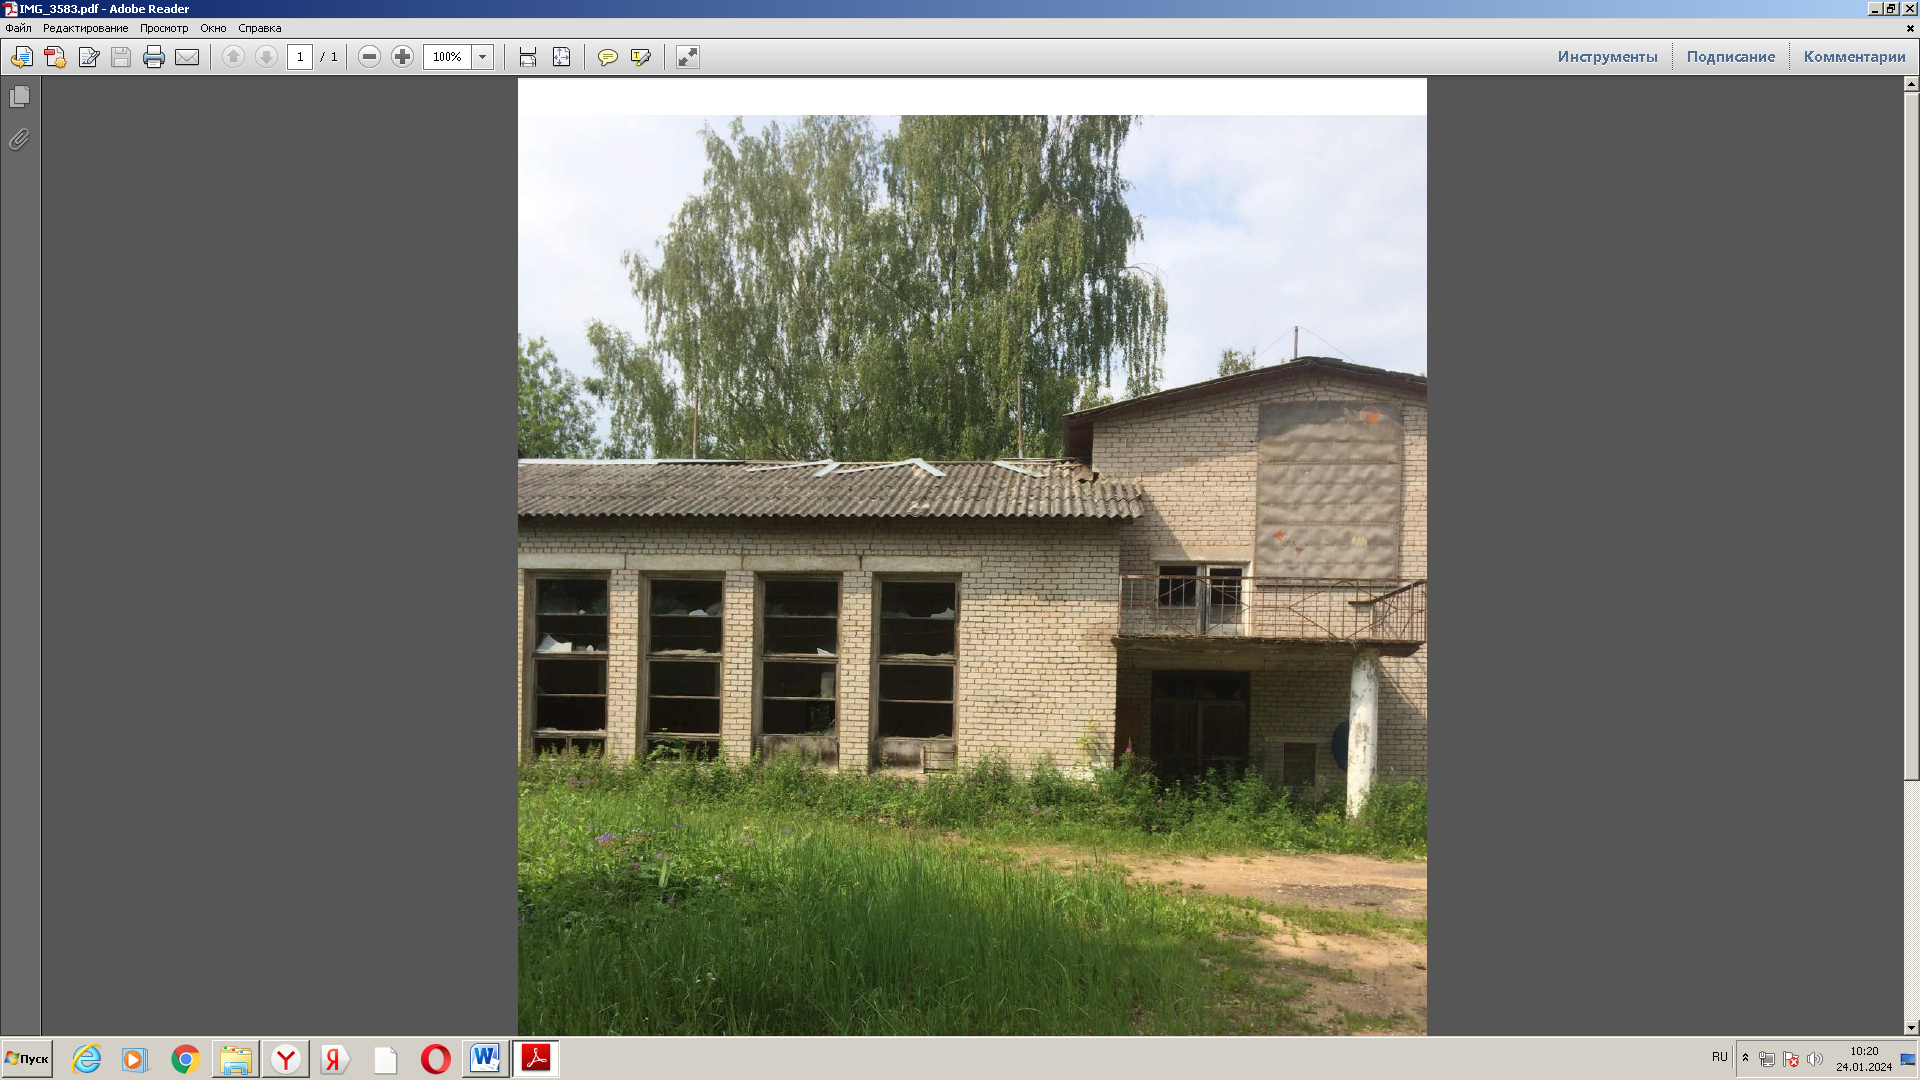 IMG_3583.pdf - Adobe Reader
Файл Редактирование Просмотр Окно Справка
1 / 1 100% Инструменты Подписание Комментарии
Пуск RU 10:20
24.01.2024